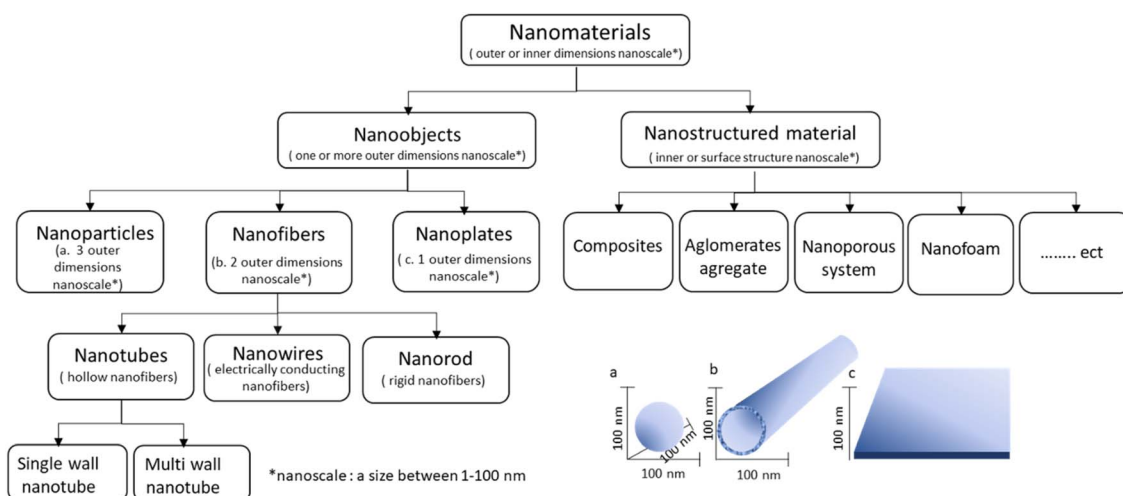 Nanomaterials
( outer or inner dimensions nanoscale*)
Nanoobjects
( one or more outer dimensions nanoscale*)
Nanostructured material
( inner or surface structure nanoscale*)
Nanoparticles
(a. 3 outer
dimensions
nanoscale*)
Nanofibers
(b. 2 outer dimensions
nanoscale*)
Nanoplates
( c. 1 outer dimensions
nanoscale*)
Composites
Aglomerates
agregate
Nanoporous
system
Nanofoam
........ ect
Nanotubes
( hollow nanofibers)
Nanowires
( electrically conducting
nanofibers)
Nanorod
( rigid nanofibers)
Single wall
nanotube
Multi wall
nanotube
*nanoscale : a size between 1-100 nm
a
100 nm
100 nm
100 nm
b
100 nm
100 nm
c
100 nm